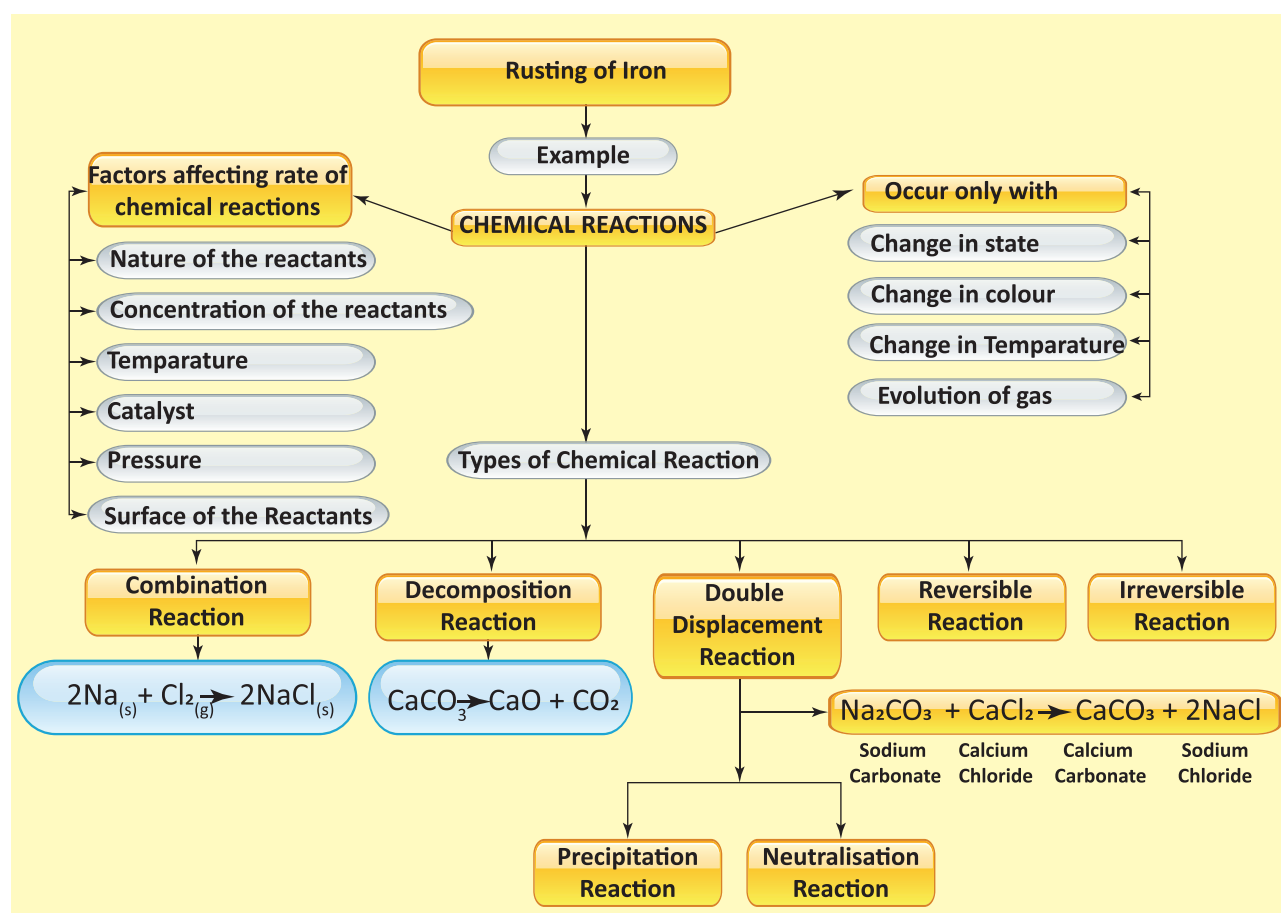 Rusting of Iron
Example
CHEMICAL REACTIONS
Factors affecting rate of
chemical reactions
Nature of the reactants
Concentration of the reactants
Temparature
Catalyst
Pressure
Surface of the Reactants
Occur only with
Change in state
Change in colour
Change in Temparature
Evolution of gas
Types of Chemical Reaction
Combination
Reaction
2Na(s) + Cl₂(g) → 2NaCl(s)
Decomposition
Reaction
CaCO₃ → CaO + CO₂
Double
Displacement
Reaction
Na₂CO₃ + CaCl₂ → CaCO₃ + 2NaCl
Sodium Calcium Calcium Sodium
Carbonate Chloride Carbonate Chloride
Precipitation
Reaction
Neutralisation
Reaction
Reversible
Reaction
Irreversible
Reaction